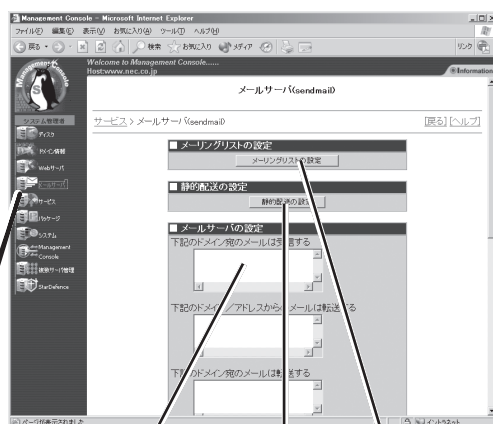 Management Console - Microsoft Internet Explorer
ファイル(F) 編集(E) 表示(V) お気に入り(A) ツール(T) ヘルプ(H)
戻る 検索 お気に入り メディア リンク
Management Console
Welcome to Management Console......
Host:www.nec.co.jp
Information
メールサーバ(sendmail)
システム管理者
サービス > メールサーバ(sendmail)
[戻る] [ヘルプ]
ディスク
ドメイン情報
Webサーバ
メールサーバ
サービス
パッケージ
システム
Management Console
複数サーバ管理
StarDefence
■ メーリングリストの設定
メーリングリストの設定
■ 静的配送の設定
静的配送の設定
■ メールサーバの設定
下記のドメイン宛のメールは受信する
下記のドメイン/アドレスからのメールは転送する
下記のドメイン宛のメールは転送する
ページが表示されました
イントラネット